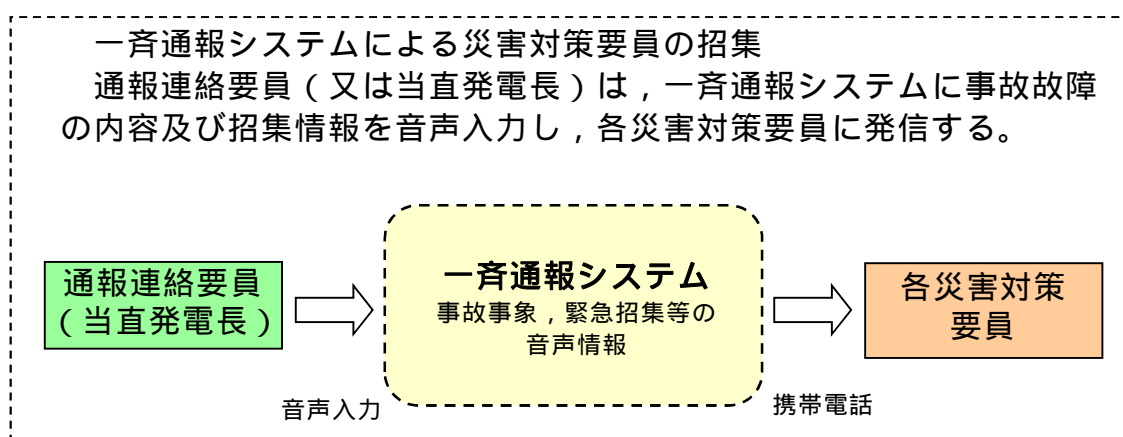 一斉通報システムによる災害対策要員の招集
通報連絡要員（又は当直発電長）は，一斉通報システムに事故故障
の内容及び招集情報を音声入力し，各災害対策要員に発信する。
通報連絡要員
（当直発電長）
一斉通報システム
事故事象，緊急招集等の
音声情報
各災害対策
要員
音声入力
携帯電話